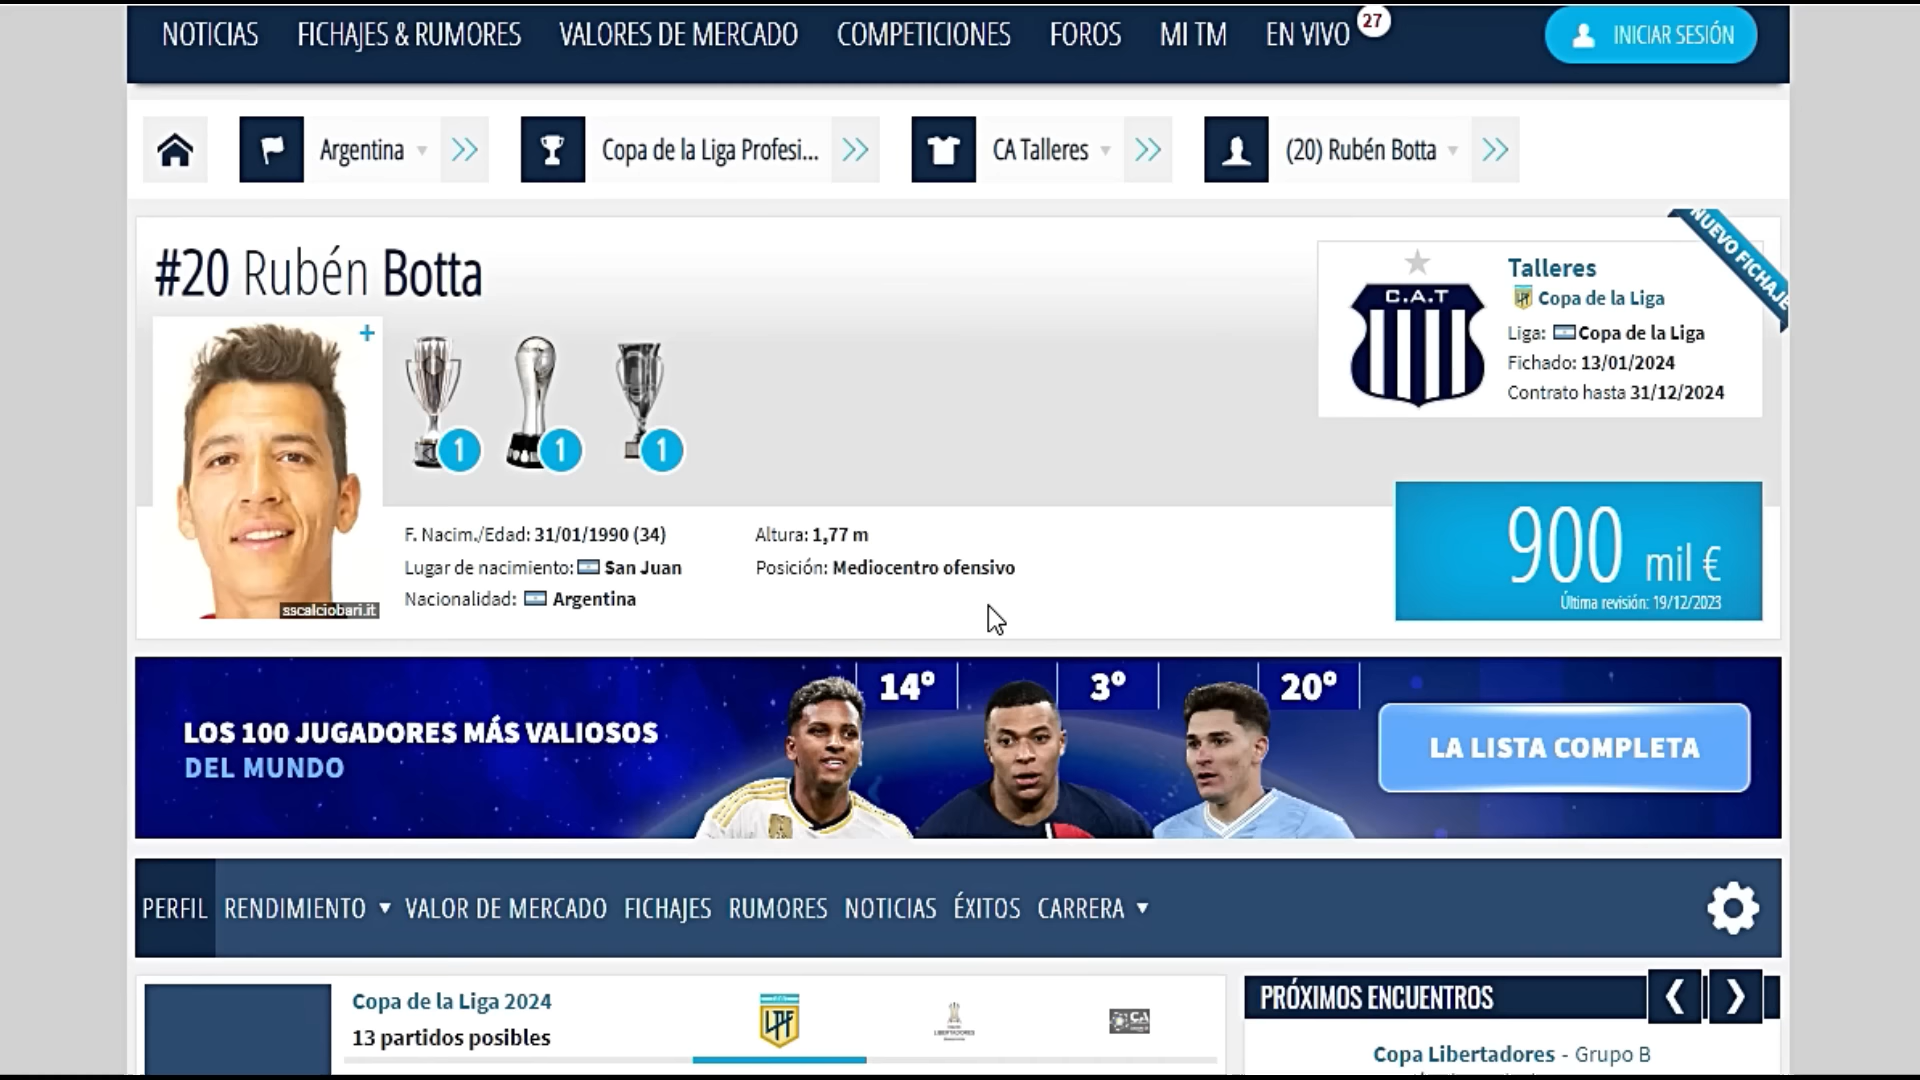 NOTICIAS FICHAJES & RUMORES VALORES DE MERCADO COMPETICIONES FOROS MI TM EN VIVO 27 INICIAR SESIÓN
Argentina Copa de la Liga Profesi... CA Talleres (20) Rubén Botta
#20 Rubén Botta
NUEVO FICHAJE
C.A.T
Talleres
Copa de la Liga
Liga: Copa de la Liga
Fichado: 13/01/2024
Contrato hasta 31/12/2024
+
1 1 1
sscalciobari.it
F. Nacim./Edad: 31/01/1990 (34)
Lugar de nacimiento: San Juan
Nacionalidad: Argentina
Altura: 1,77 m
Posición: Mediocentro ofensivo
900 mil €
Última revisión: 19/12/2023
LOS 100 JUGADORES MÁS VALIOSOS
DEL MUNDO
14º 3º 20º
LA LISTA COMPLETA
PERFIL RENDIMIENTO VALOR DE MERCADO FICHAJES RUMORES NOTICIAS ÉXITOS CARRERA
Copa de la Liga 2024
13 partidos posibles
LPF
LIBERTADORES
CA
PRÓXIMOS ENCUENTROS
Copa Libertadores - Grupo B